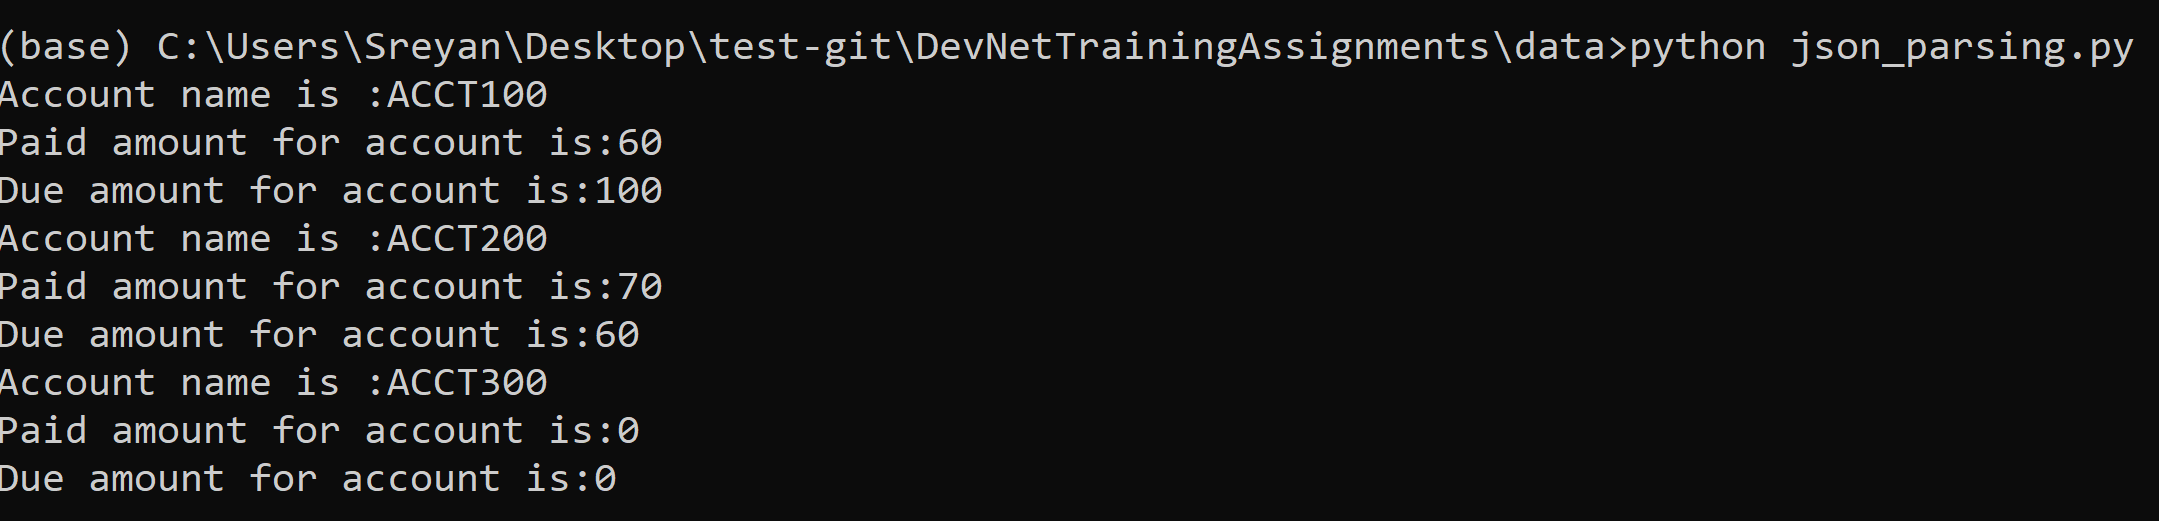 (base) C:\Users\Sreyan\Desktop\test-git\DevNetTrainingAssignments\data>python json_parsing.py
Account name is :ACCT100
Paid amount for account is:60
Due amount for account is:100
Account name is :ACCT200
Paid amount for account is:70
Due amount for account is:60
Account name is :ACCT300
Paid amount for account is:0
Due amount for account is:0